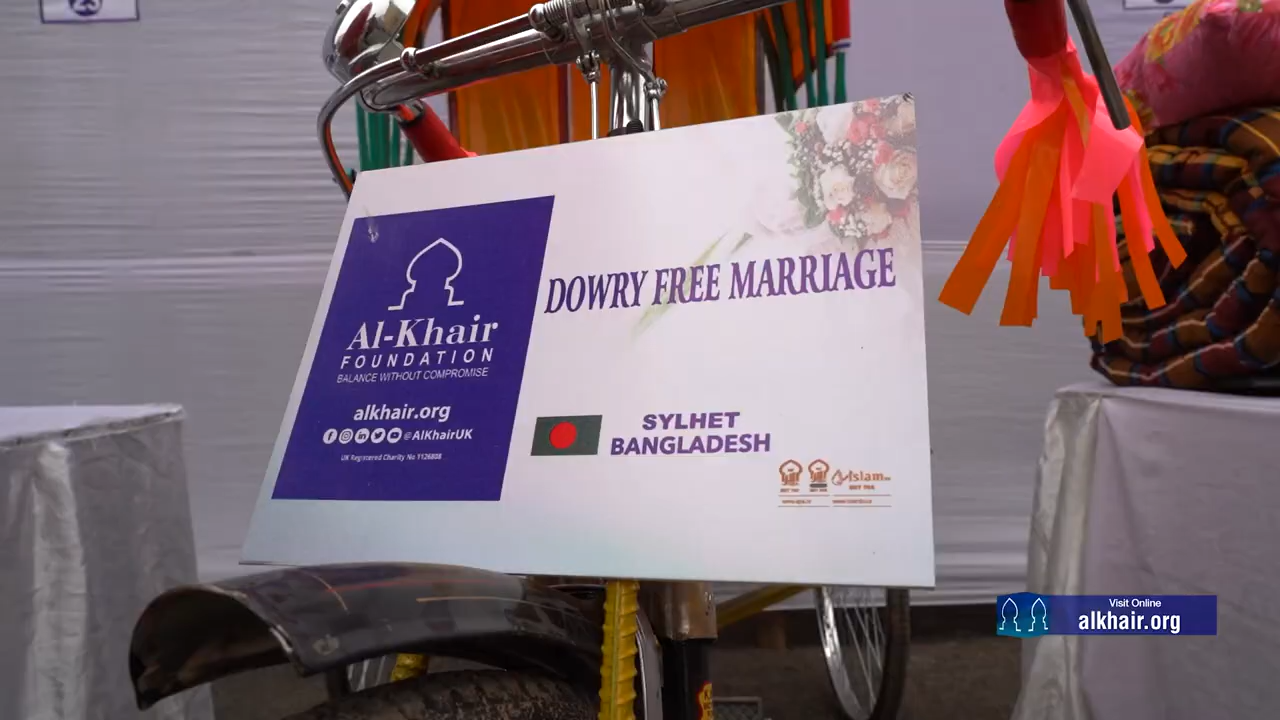 23
Al-Khair
FOUNDATION
BALANCE WITHOUT COMPROMISE
alkhair.org
@AlKhairUK
UK Registered Charity No 1126808
DOWRY FREE MARRIAGE
SYLHET
BANGLADESH
Islam
Visit Online
alkhair.org